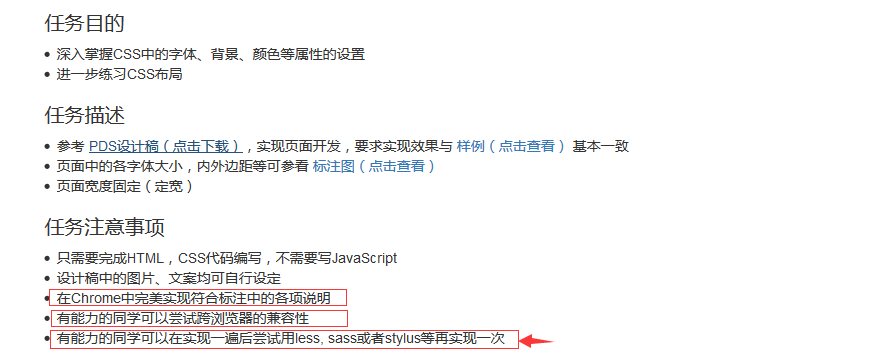 任务目的
深入掌握CSS中的字体、背景、颜色等属性的设置
进一步练习CSS布局
任务描述
参考 PDS设计稿（点击下载），实现页面开发，要求实现效果与 样例（点击查看） 基本一致
页面中的各字体大小，内外边距等可参看 标注图（点击查看）
页面宽度固定（定宽）
任务注意事项
只需要完成HTML，CSS代码编写，不需要写JavaScript
设计稿中的图片、文案均可自行设定
在Chrome中完美实现符合标注中的各项说明
有能力的同学可以尝试跨浏览器的兼容性
有能力的同学可以在实现一遍后尝试用less, sass或者stylus等再实现一次